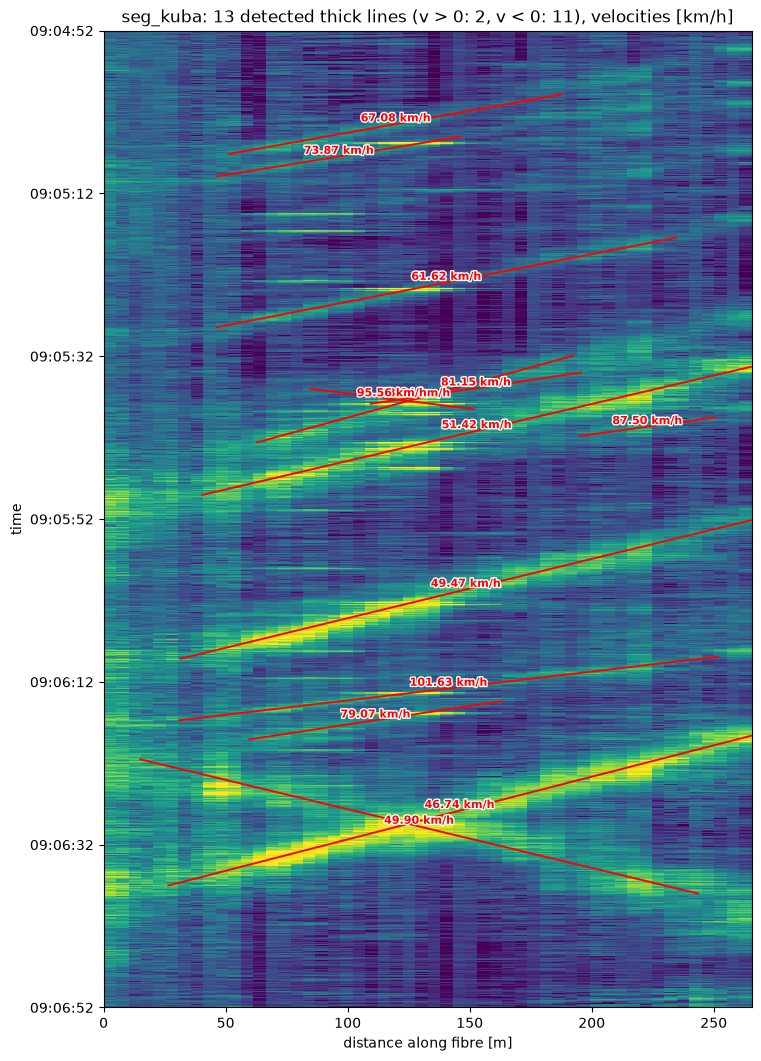 seg_kuba: 13 detected thick lines (v > 0: 2, v < 0: 11), velocities [km/h]
09:04:52
67.08 km/h
73.87 km/h
09:05:12
61.62 km/h
09:05:32
81.15 km/h
95.56
km/h
51.42 km/h
87.50 km/h
09:05:52
time
49.47 km/h
09:06:12
101.63 km/h
79.07 km/h
46.74 km/h
49.90 km/h
09:06:32
09:06:52
0 50 100 150 200 250
distance along fibre [m]